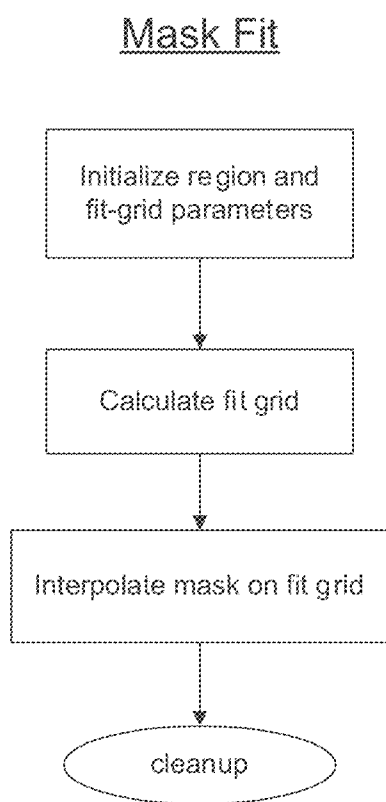 Mask Fit
Initialize region and
fit-grid parameters
Calculate fit grid
Interpolate mask on fit grid
cleanup